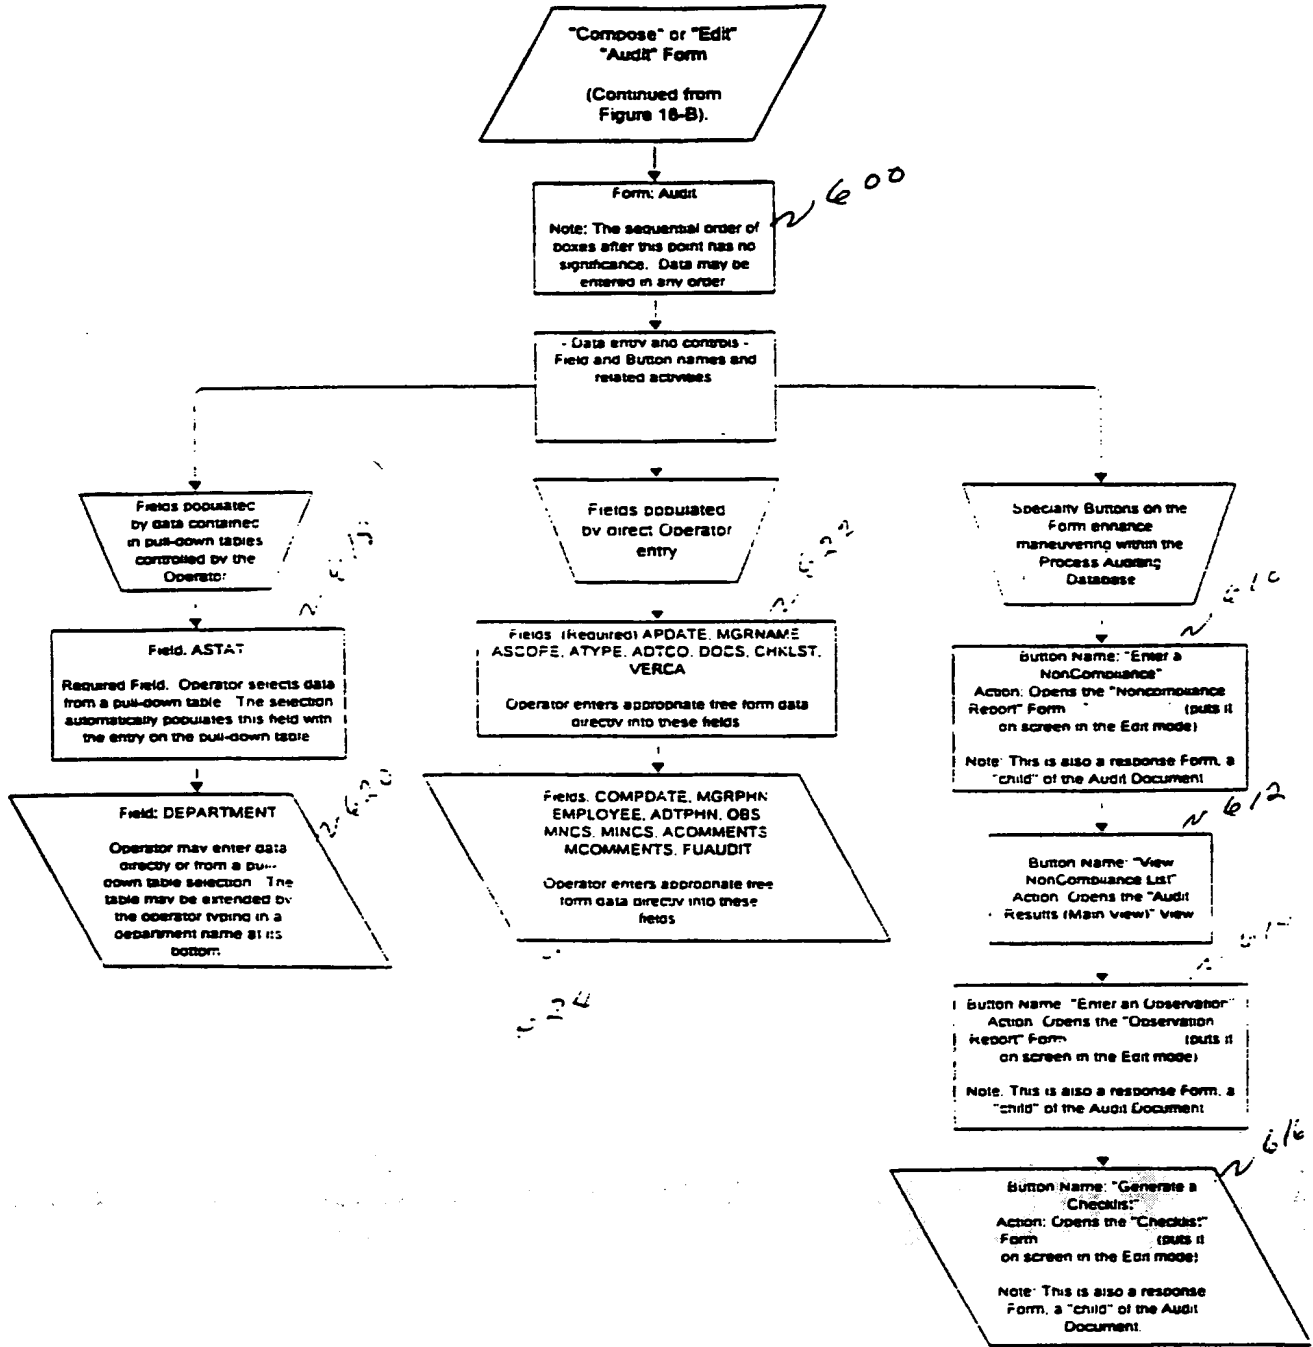 "Compose" or "Edit"
"Audit" Form
(Continued from
Figure 16-B).
600
Form: Audit
Note: The sequential order of
boxes after this point has no
significance. Data may be
entered in any order
- Data entry and controls -
Field and Button names and
related activities
Fields populated
by data contained
in pull-down tables
controlled by the
Operator
Field. ASTAT
Required Field. Operator selects data
from a pull-down table The selection
automatically populates this field with
the entry on the pull-down table
620
Field: DEPARTMENT
Operator may enter data
directly or from a pull-
down table selection The
table may be extended by
the operator typing in a
department name at its
bottom
Fields populated
by direct Operator
entry
622
Fields (Required) APDATE, MGRNAME
ASCOPE, ATYPE, ADTCO, DOCS, CHKLST,
VERCA
Operator enters appropriate free form data
directly into these fields
Fields. COMPDATE, MGRPHN
EMPLOYEE, ADTPHN, OBS
MNCS, MINCS, ACOMMENTS
MCOMMENTS, FUAUDIT
Operator enters appropriate free
form data directly into these
fields
24
Specialty Buttons on the
Form enhance
maneuvering within the
Process Auditing
Database
610
Button Name: "Enter a
NonCompliance"
Action: Opens the "Noncompliance
Report" Form (puts it
on screen in the Edit mode)
Note: This is also a response Form, a
"child" of the Audit Document
612
Button Name: "View
NonCompliance List"
Action Opens the "Audit
Results (Main View)" View
Button Name "Enter an Observation"
Action Opens the "Observation
Report" Form (puts it
on screen in the Edit mode)
Note. This is also a response Form, a
"child" of the Audit Document
616
Button Name: "Generate a
Checklist"
Action: Opens the "Checklist"
Form (puts it
on screen in the Edit mode)
Note: This is also a response
Form, a "child" of the Audit
Document.